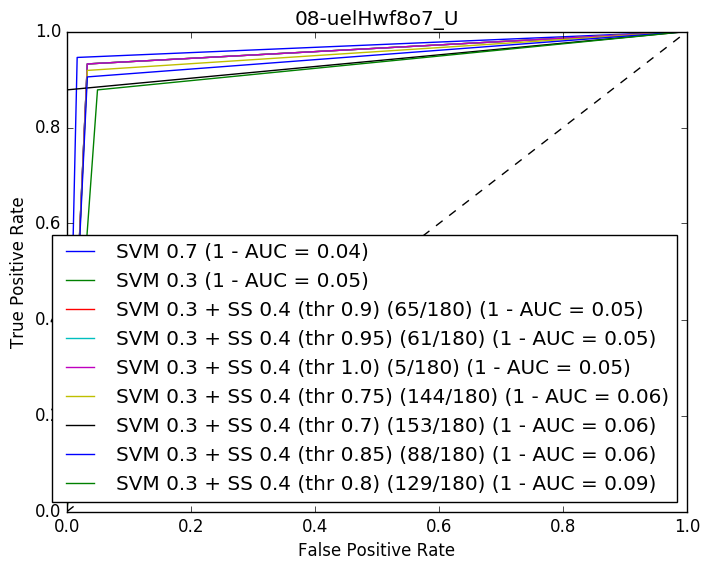 08-uelHwf8o7_U
1.0
0.8
0.6
0.4
0.2
0.0
True Positive Rate
SVM 0.7 (1 - AUC = 0.04)
SVM 0.3 (1 - AUC = 0.05)
SVM 0.3 + SS 0.4 (thr 0.9) (65/180) (1 - AUC = 0.05)
SVM 0.3 + SS 0.4 (thr 0.95) (61/180) (1 - AUC = 0.05)
SVM 0.3 + SS 0.4 (thr 1.0) (5/180) (1 - AUC = 0.05)
SVM 0.3 + SS 0.4 (thr 0.75) (144/180) (1 - AUC = 0.06)
SVM 0.3 + SS 0.4 (thr 0.7) (153/180) (1 - AUC = 0.06)
SVM 0.3 + SS 0.4 (thr 0.85) (88/180) (1 - AUC = 0.06)
SVM 0.3 + SS 0.4 (thr 0.8) (129/180) (1 - AUC = 0.09)
0.0 0.2 0.4 0.6 0.8 1.0
False Positive Rate